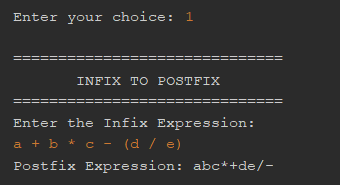 Enter your choice: 1
==============================
INFIX TO POSTFIX
==============================
Enter the Infix Expression:
a + b * c - (d / e)
Postfix Expression: abc*+de/-